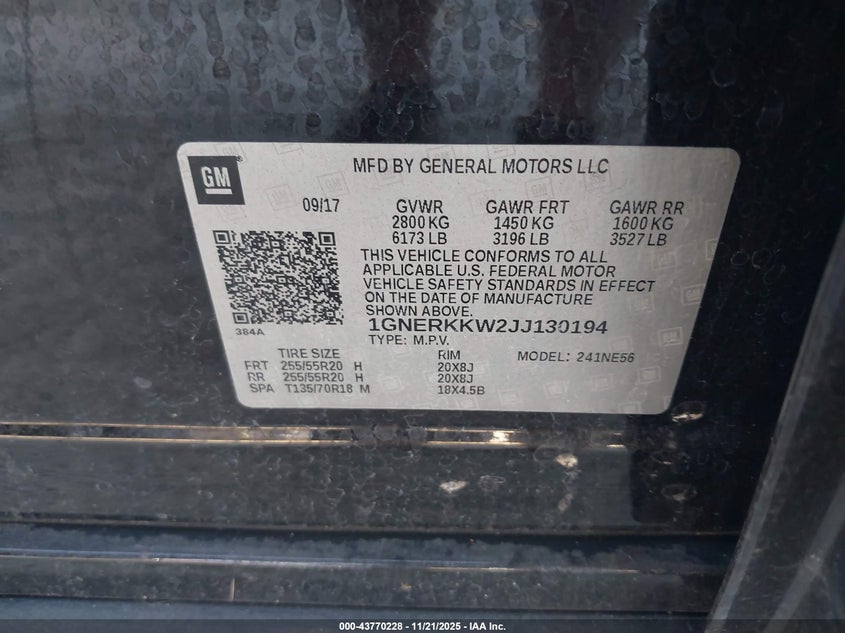 GM
MFD BY GENERAL MOTORS LLC
09/17 GVWR GAWR FRT GAWR RR
2800 KG 1450 KG 1600 KG
6173 LB 3196 LB 3527 LB
THIS VEHICLE CONFORMS TO ALL
APPLICABLE U.S. FEDERAL MOTOR
VEHICLE SAFETY STANDARDS IN EFFECT
ON THE DATE OF MANUFACTURE
SHOWN ABOVE.
384A
1GNERKKW2JJ130194
TYPE: M.P.V.
TIRE SIZE RIM MODEL: 241NE56
FRT 255/55R20 H 20X8J
RR 255/55R20 H 20X8J
SPA T135/70R18 M 18X4.5B
000-43770228 - 11/21/2025 - IAA Inc.